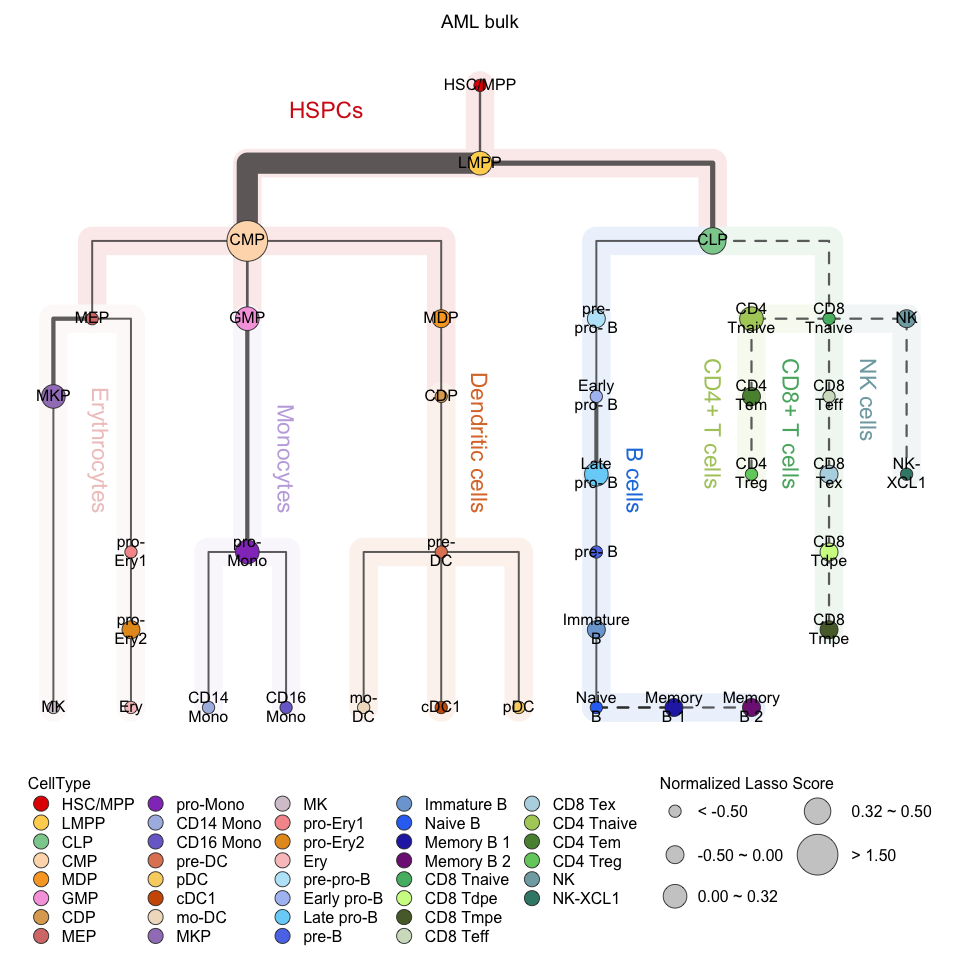 AML bulk
HSC/MPP
HSPCs
LMPP
CMP
CLP
MEP
GMP
MDP
pre-
pro- B
CD4
Tnaive
CD8
Tnaive
NK
MKP
CDP
Early
pro- B
CD4
Tem
CD8
Teff
Erythrocytes
Monocytes
Dendritic cells
B cells
CD4+ T cells
CD8+ T cells
NK cells
Late
pro- B
CD4
Treg
CD8
Tex
NK-
XCL1
pro-
Ery1
pro-
Mono
pre-
DC
pre- B
CD8
Tdpe
pro-
Ery2
Immature
B
CD8
Tmpe
MK
Ery
CD14
Mono
CD16
Mono
mo-
DC
cDC1
pDC
Naive
B
Memory
B 1
Memory
B 2
CellType
HSC/MPP
LMPP
CLP
CMP
MDP
GMP
CDP
MEP
pro-Mono
CD14 Mono
CD16 Mono
pre-DC
pDC
cDC1
mo-DC
MKP
MK
pro-Ery1
pro-Ery2
Ery
pre-pro-B
Early pro-B
Late pro-B
pre-B
Immature B
Naive B
Memory B 1
Memory B 2
CD8 Tnaive
CD8 Tdpe
CD8 Tmpe
CD8 Teff
CD8 Tex
CD4 Tnaive
CD4 Tem
CD4 Treg
NK
NK-XCL1
Normalized Lasso Score
< -0.50
-0.50 ~ 0.00
0.00 ~ 0.32
0.32 ~ 0.50
> 1.50